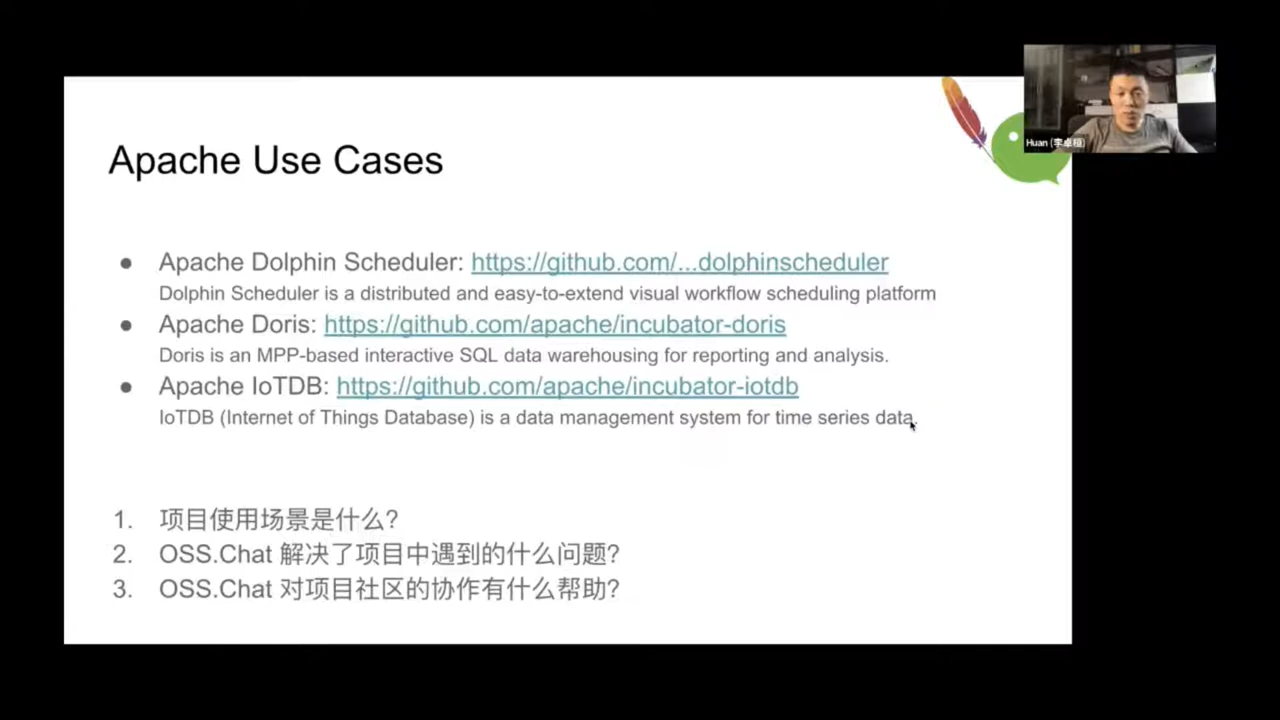 Apache Use Cases
Huan (李卓桓)
● Apache Dolphin Scheduler: https://github.com/...dolphinscheduler
Dolphin Scheduler is a distributed and easy-to-extend visual workflow scheduling platform
● Apache Doris: https://github.com/apache/incubator-doris
Doris is an MPP-based interactive SQL data warehousing for reporting and analysis.
● Apache IoTDB: https://github.com/apache/incubator-iotdb
IoTDB (Internet of Things Database) is a data management system for time series data.
1. 项目使用场景是什么?
2. OSS.Chat 解决了项目中遇到的什么问题?
3. OSS.Chat 对项目社区的协作有什么帮助?